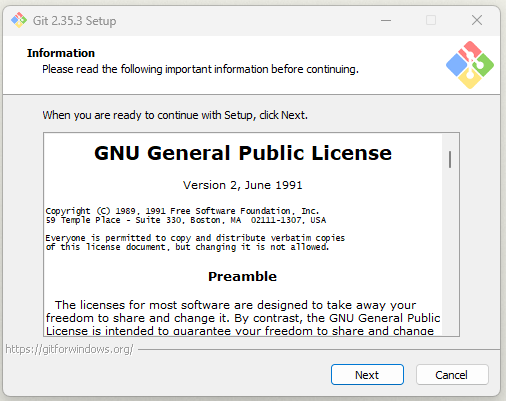 Git 2.35.3 Setup
Information
Please read the following important information before continuing.
When you are ready to continue with Setup, click Next.
GNU General Public License
Version 2, June 1991
Copyright (C) 1989, 1991 Free Software Foundation, Inc.
59 Temple Place - Suite 330, Boston, MA  02111-1307, USA
Everyone is permitted to copy and distribute verbatim copies
of this license document, but changing it is not allowed.
Preamble
The licenses for most software are designed to take away your
freedom to share and change it. By contrast, the GNU General Public
License is intended to guarantee your freedom to share and change
https://gitforwindows.org/
Next
Cancel